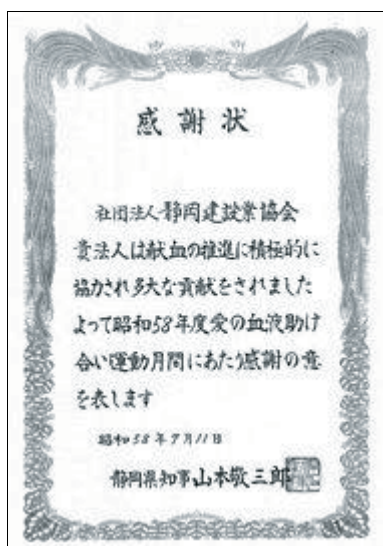 感謝状
社団法人静岡建設業協会
貴法人は献血の推進に積極的に
協力され多大な貢献をされました
よって昭和58年度愛の血液助け
合い運動月間にあたり感謝の意
を表します
昭和58年7月11日
静岡県知事山本敬三郎